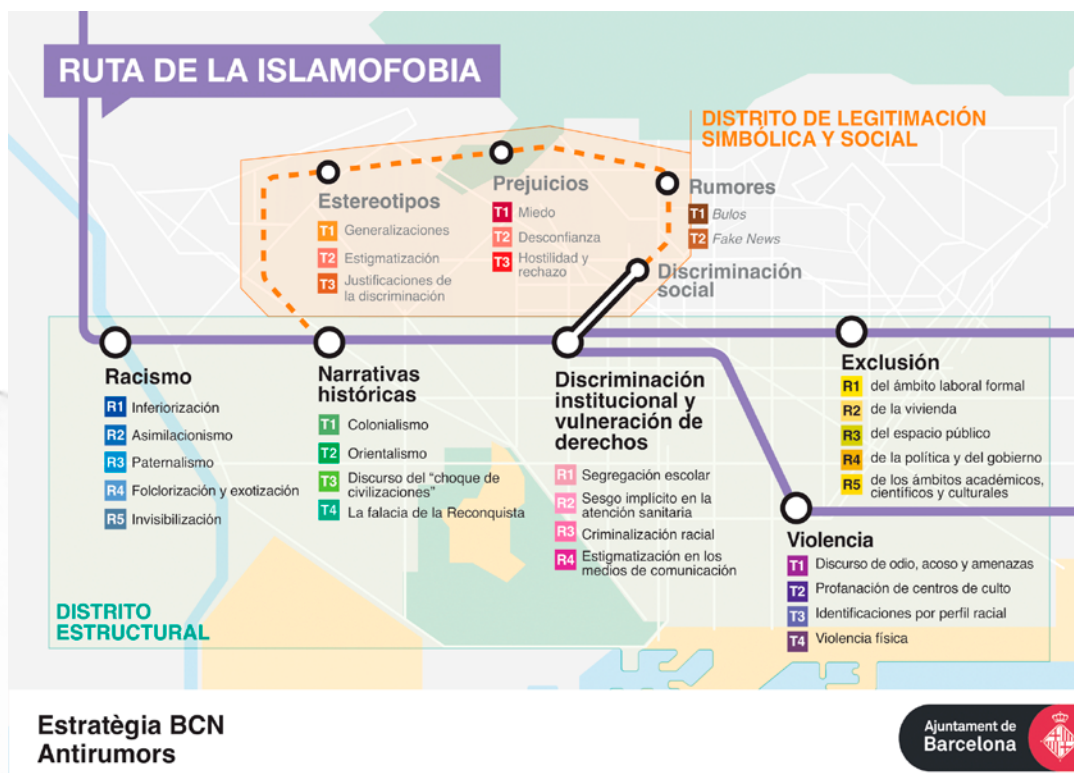 RUTA DE LA ISLAMOFOBIA
DISTRITO DE LEGITIMACIÓN
SIMBÓLICA Y SOCIAL
Estereotipos
T1 Generalizaciones
T2 Estigmatización
T3 Justificaciones de
la discriminación
Prejuicios
T1 Miedo
T2 Desconfianza
T3 Hostilidad y
rechazo
Rumores
T1 Bulos
T2 Fake News
Discriminación
social
Racismo
R1 Inferiorización
R2 Asimilacionismo
R3 Paternalismo
R4 Folclorización y exotización
R5 Invisibilización
Narrativas
históricas
T1 Colonialismo
T2 Orientalismo
T3 Discurso del “choque de
civilizaciones”
T4 La falacia de la Reconquista
Discriminación
institucional y
vulneración de
derechos
R1 Segregación escolar
R2 Sesgo implícito en la
atención sanitaria
R3 Criminalización racial
R4 Estigmatización en los
medios de comunicación
Exclusión
R1 del ámbito laboral formal
R2 de la vivienda
R3 del espacio público
R4 de la política y del gobierno
R5 de los ámbitos académicos,
científicos y culturales
Violencia
T1 Discurso de odio, acoso y amenazas
T2 Profanación de centros de culto
T3 Identificaciones por perfil racial
T4 Violencia física
DISTRITO
ESTRUCTURAL
Estratègia BCN
Antirumors
Ajuntament de
Barcelona